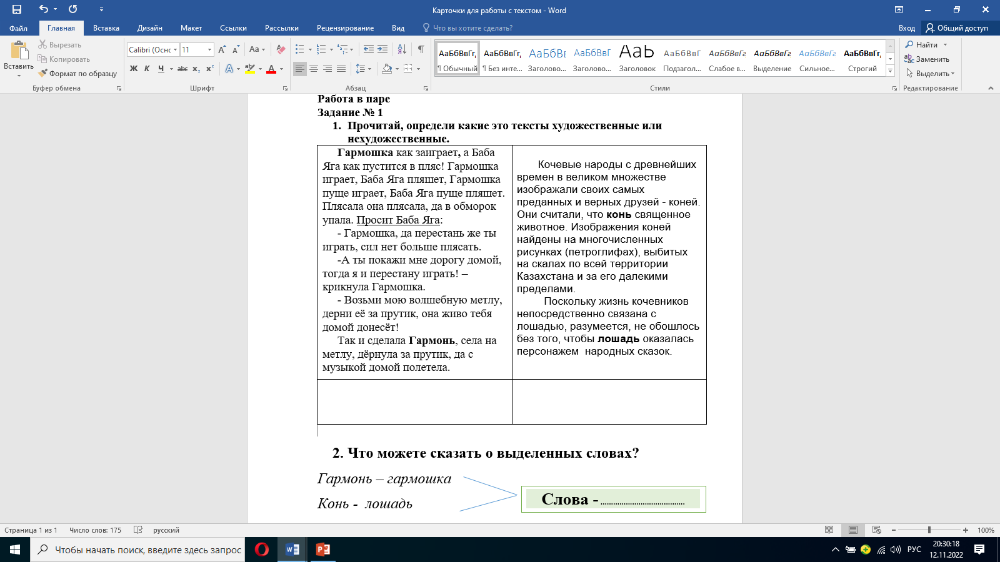 Карточки для работы с текстом - Word
Файл Главная Вставка Дизайн Макет Ссылки Рассылки Рецензирование Вид Что вы хотите сделать? Вход Общий доступ
Вставить
Вырезать
Копировать
Формат по образцу
Буфер обмена
Calibri (Оснс 11
Ж К Ч abc x₂ x²
Шрифт
Абзац
АаБбВвГг, АаБбВвГг, АаБбВв АаБбВвГ АаЬ АаБбВвГ АаБбВвГг АаБбВвГг АаБбВвГг АаБбВвГг,
¶ Обычный ¶ Без инте... Заголово... Заголово... Заголовок Подзагол... Слабое в... Выделение Сильное... Строгий
Стили
Найти
Заменить
Выделить
Редактирование
Работа в паре
Задание № 1
1. Прочитай, определи какие это тексты художественные или
нехудожественные.
Гармошка как заиграет, а Баба
Яга как пустится в пляс! Гармошка
играет, Баба Яга пляшет, Гармошка
пуще играет, Баба Яга пуще пляшет.
Плясала она плясала, да в обморок
упала. Просит Баба Яга:
- Гармошка, да перестань же ты
играть, сил нет больше плясать.
-А ты покажи мне дорогу домой,
тогда я и перестану играть! –
крикнула Гармошка.
- Возьми мою волшебную метлу,
дерни её за прутик, она живо тебя
домой донесёт!
Так и сделала Гармонь, села на
метлу, дёрнула за прутик, да с
музыкой домой полетела.
Кочевые народы с древнейших
времен в великом множестве
изображали своих самых
преданных и верных друзей - коней.
Они считали, что конь священное
животное. Изображения коней
найдены на многочисленных
рисунках (петроглифах), выбитых
на скалах по всей территории
Казахстана и за его далекими
пределами.
Поскольку жизнь кочевников
непосредственно связана с
лошадью, разумеется, не обошлось
без того, чтобы лошадь оказалась
персонажем народных сказок.
2. Что можете сказать о выделенных словах?
Гармонь – гармошка
Конь - лошадь
Слова - ........................................
Страница 1 из 1 Число слов: 175 русский 100%
Чтобы начать поиск, введите здесь запрос
РУС
20:30:18
12.11.2022